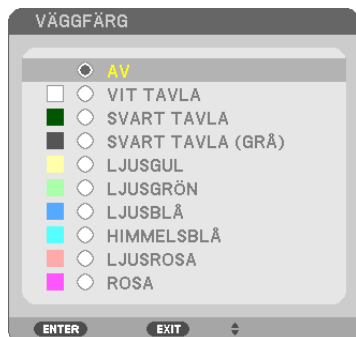 VÄGGFÄRG
AV
VIT TAVLA
SVART TAVLA
SVART TAVLA (GRÅ)
LJUSGUL
LJUSGRÖN
LJUSBLÅ
HIMMELSBLÅ
LJUSROSA
ROSA
ENTER EXIT